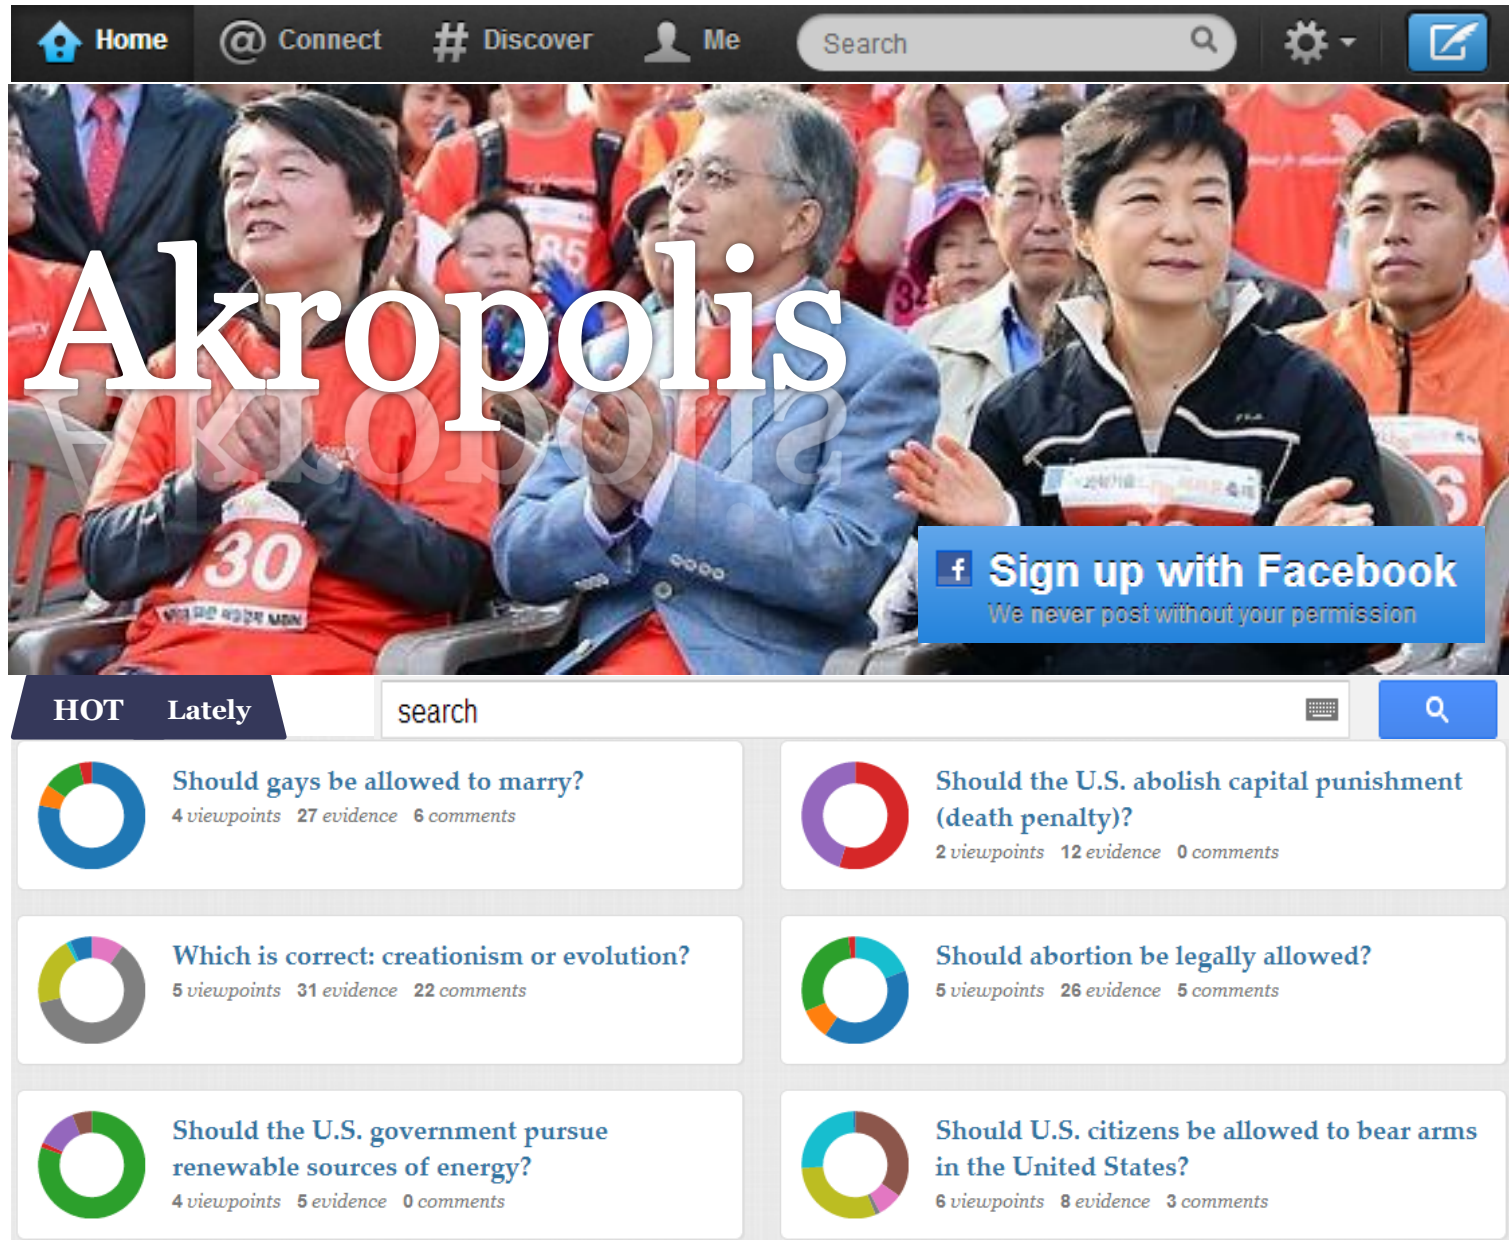 Home
Connect
Discover
Me
Search
Akropolis
85
30
f Sign up with Facebook
We never post without your permission
HOT
Lately
search
Should gays be allowed to marry?
4 viewpoints 27 evidence 6 comments
Should the U.S. abolish capital punishment
(death penalty)?
2 viewpoints 12 evidence 0 comments
Which is correct: creationism or evolution?
5 viewpoints 31 evidence 22 comments
Should abortion be legally allowed?
5 viewpoints 26 evidence 5 comments
Should the U.S. government pursue
renewable sources of energy?
4 viewpoints 5 evidence 0 comments
Should U.S. citizens be allowed to bear arms
in the United States?
6 viewpoints 8 evidence 3 comments